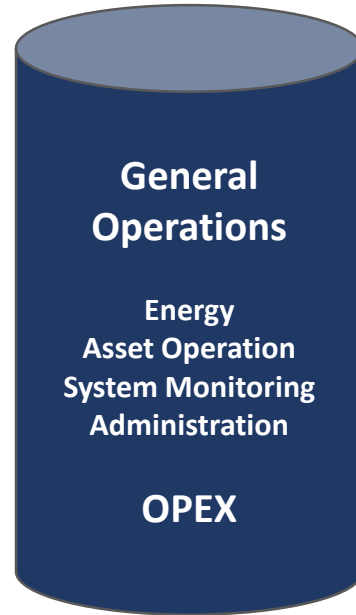 General
Operations
Energy
Asset Operation
System Monitoring
Administration
OPEX